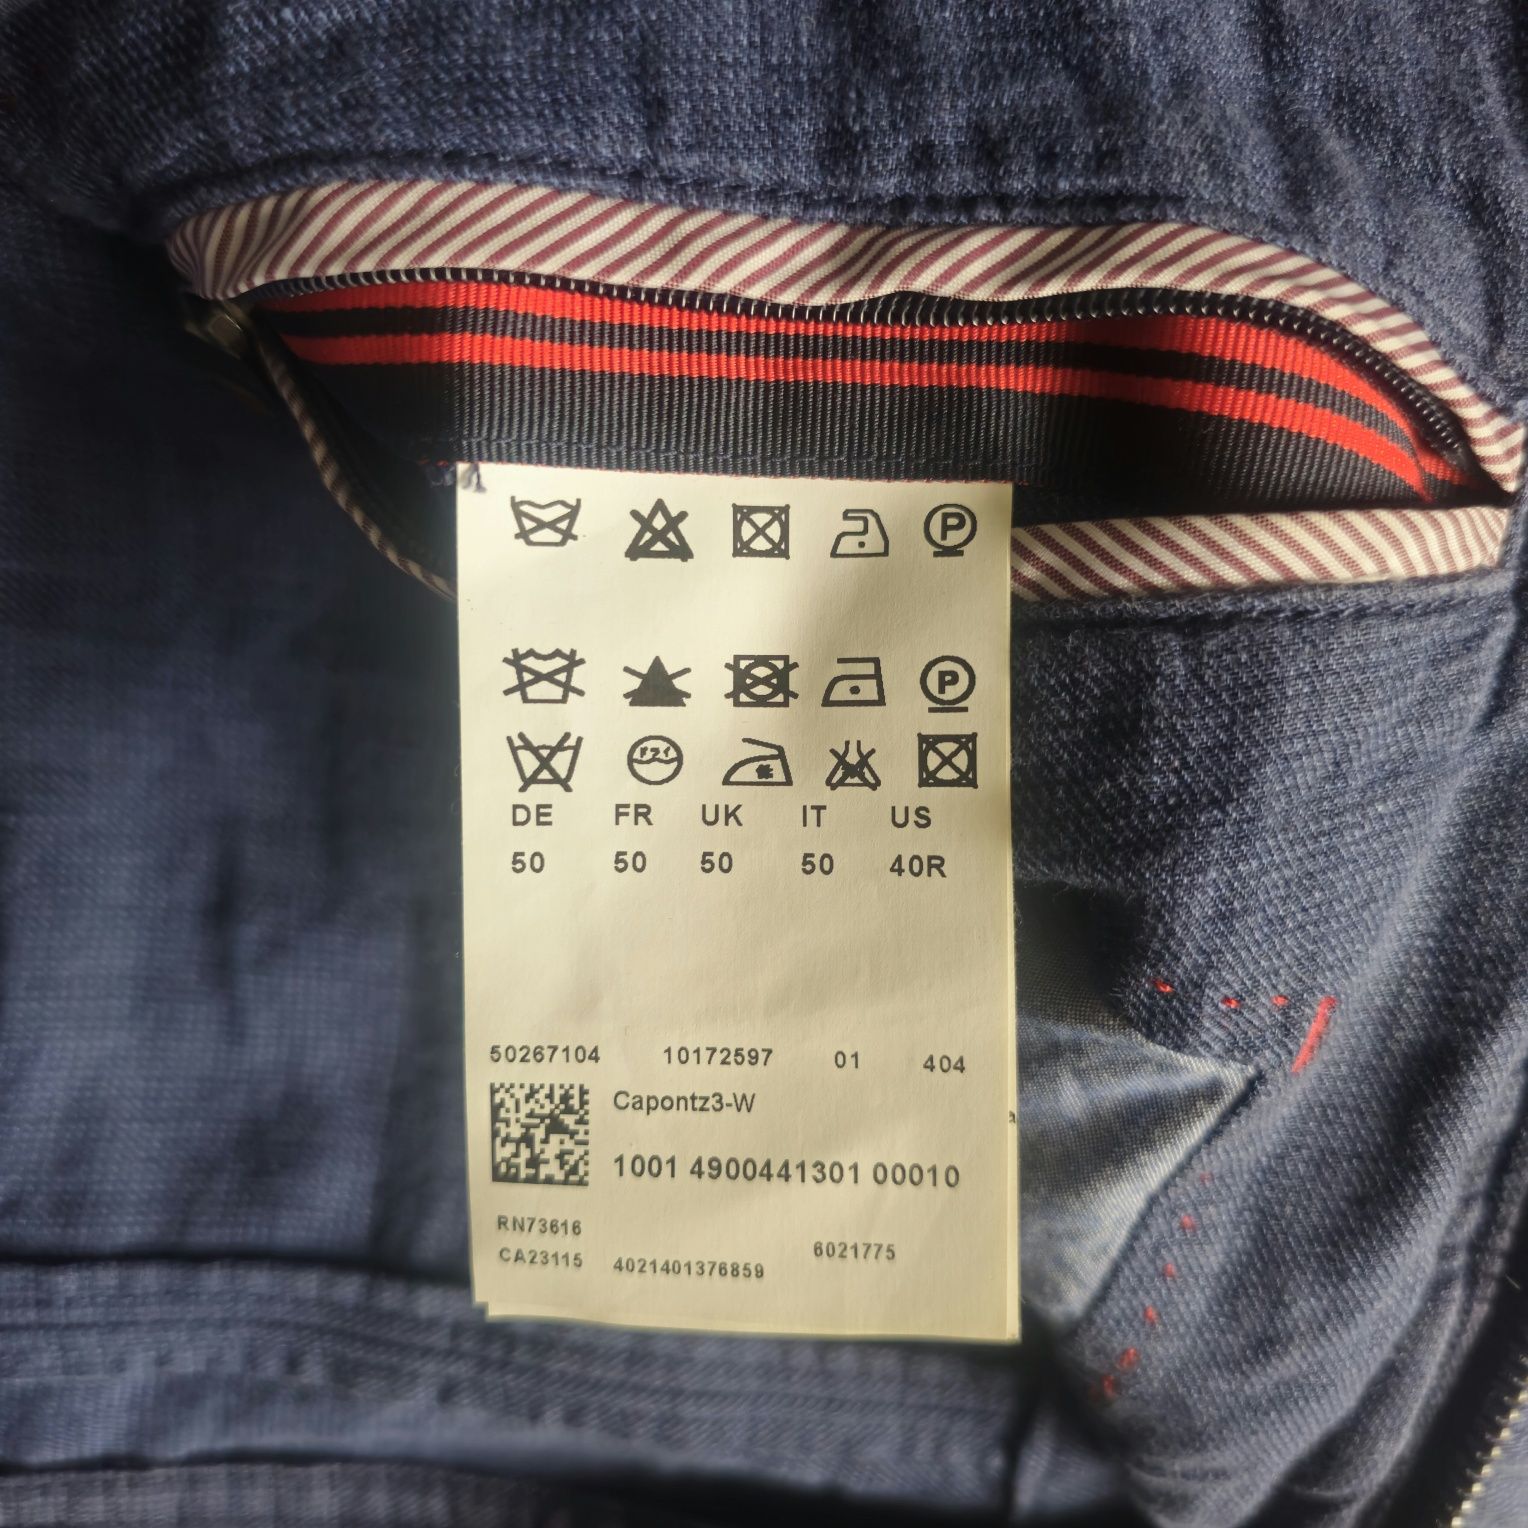 P
P
DE FR UK IT US
50 50 50 50 40R
50267104 10172597 01 404
Capontz3-W
1001 4900441301 00010
RN73616
CA23115 4021401376859 6021775